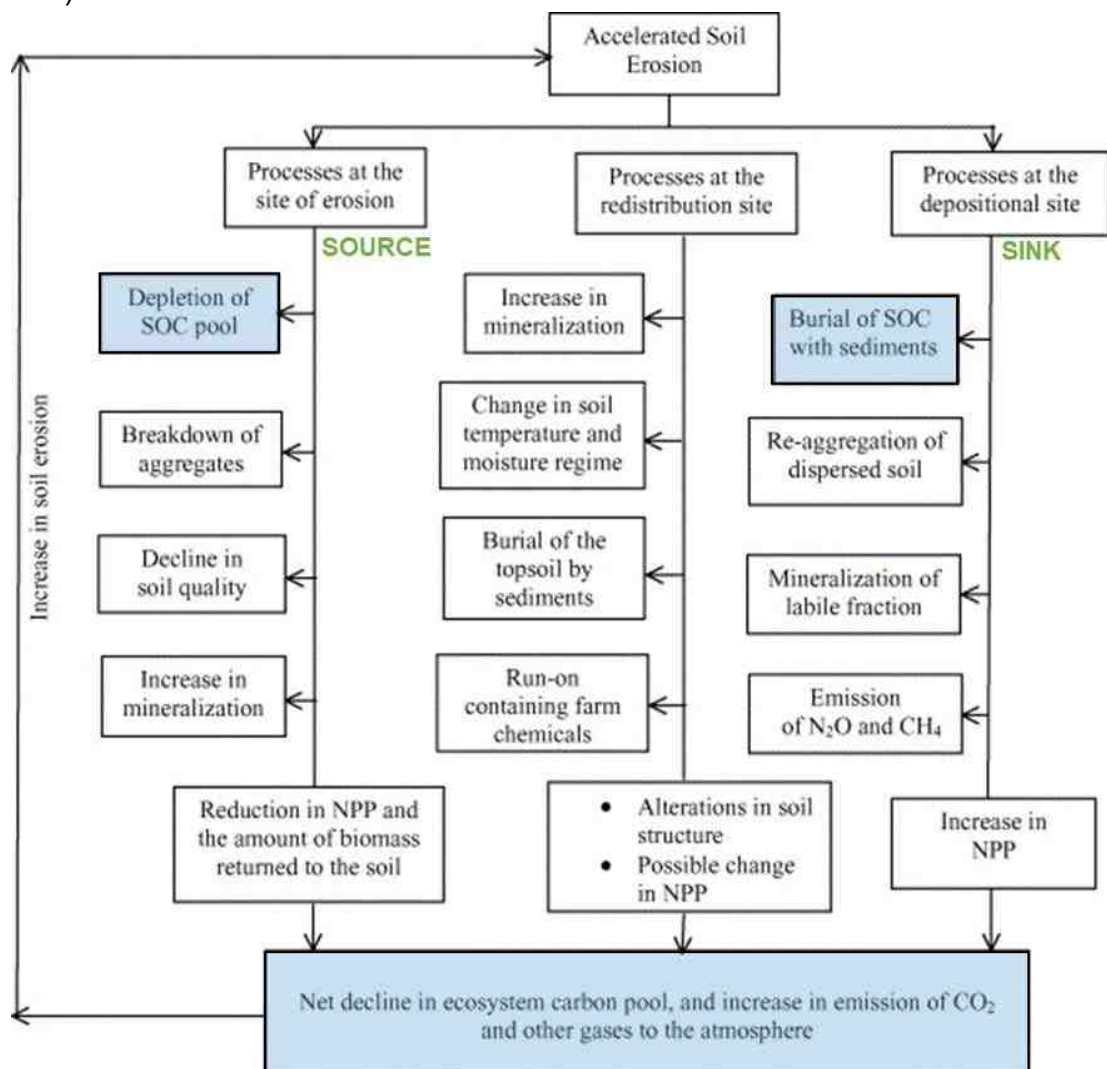 Accelerated Soil
Erosion
Processes at the
site of erosion
SOURCE
Depletion of
SOC pool
Breakdown of
aggregates
Decline in
soil quality
Increase in
mineralization
Reduction in NPP and
the amount of biomass
returned to the soil
Processes at the
redistribution site
Increase in
mineralization
Change in soil
temperature and
moisture regime
Burial of the
topsoil by
sediments
Run-on
containing farm
chemicals
• Alterations in soil
structure
• Possible change
in NPP
Processes at the
depositional site
SINK
Burial of SOC
with sediments
Re-aggregation of
dispersed soil
Mineralization of
labile fraction
Emission
of N₂O and CH₄
Increase in
NPP
Net decline in ecosystem carbon pool, and increase in emission of CO₂
and other gases to the atmosphere
Increase in soil erosion